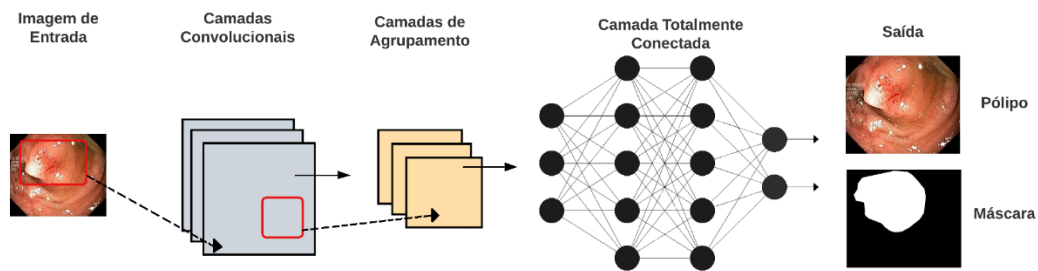 Imagem de
Entrada
Camadas
Convolucionais
Camadas de
Agrupamento
Camada Totalmente
Conectada
Saída
Pólipo
Máscara